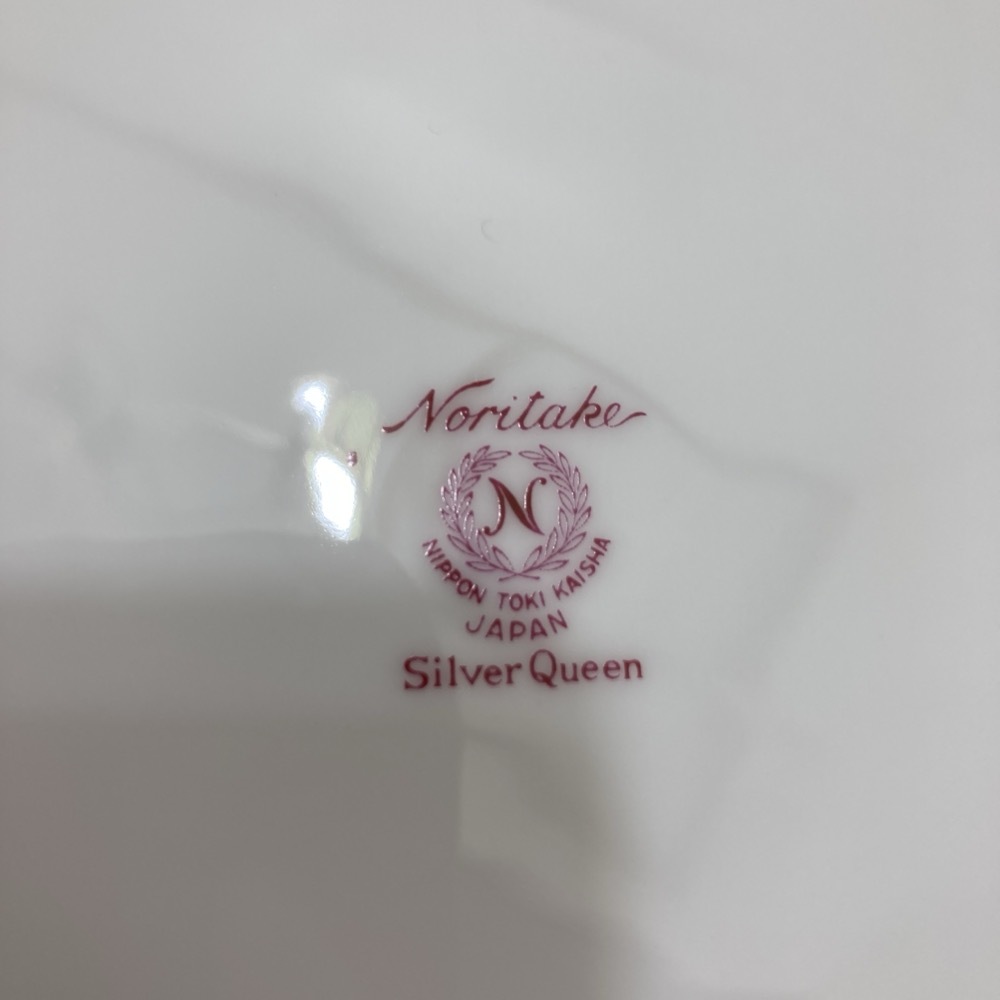 Noritake
N
NIPPON TOKI KAISHA
JAPAN
Silver Queen